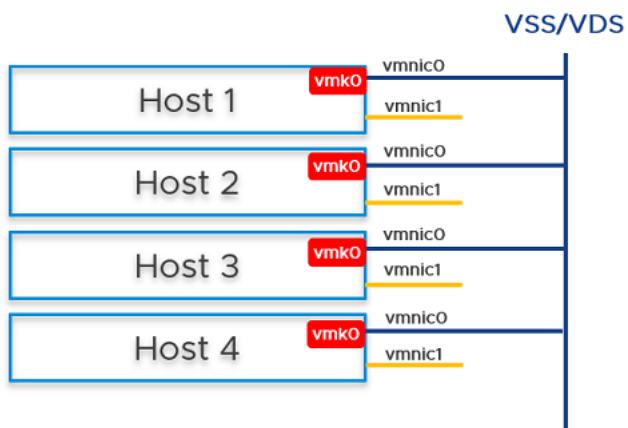 VSS/VDS
vmnic0
vmk0
Host 1
vmnic1
vmnic0
vmk0
Host 2
vmnic1
vmnic0
vmk0
Host 3
vmnic1
vmnic0
vmk0
Host 4
vmnic1